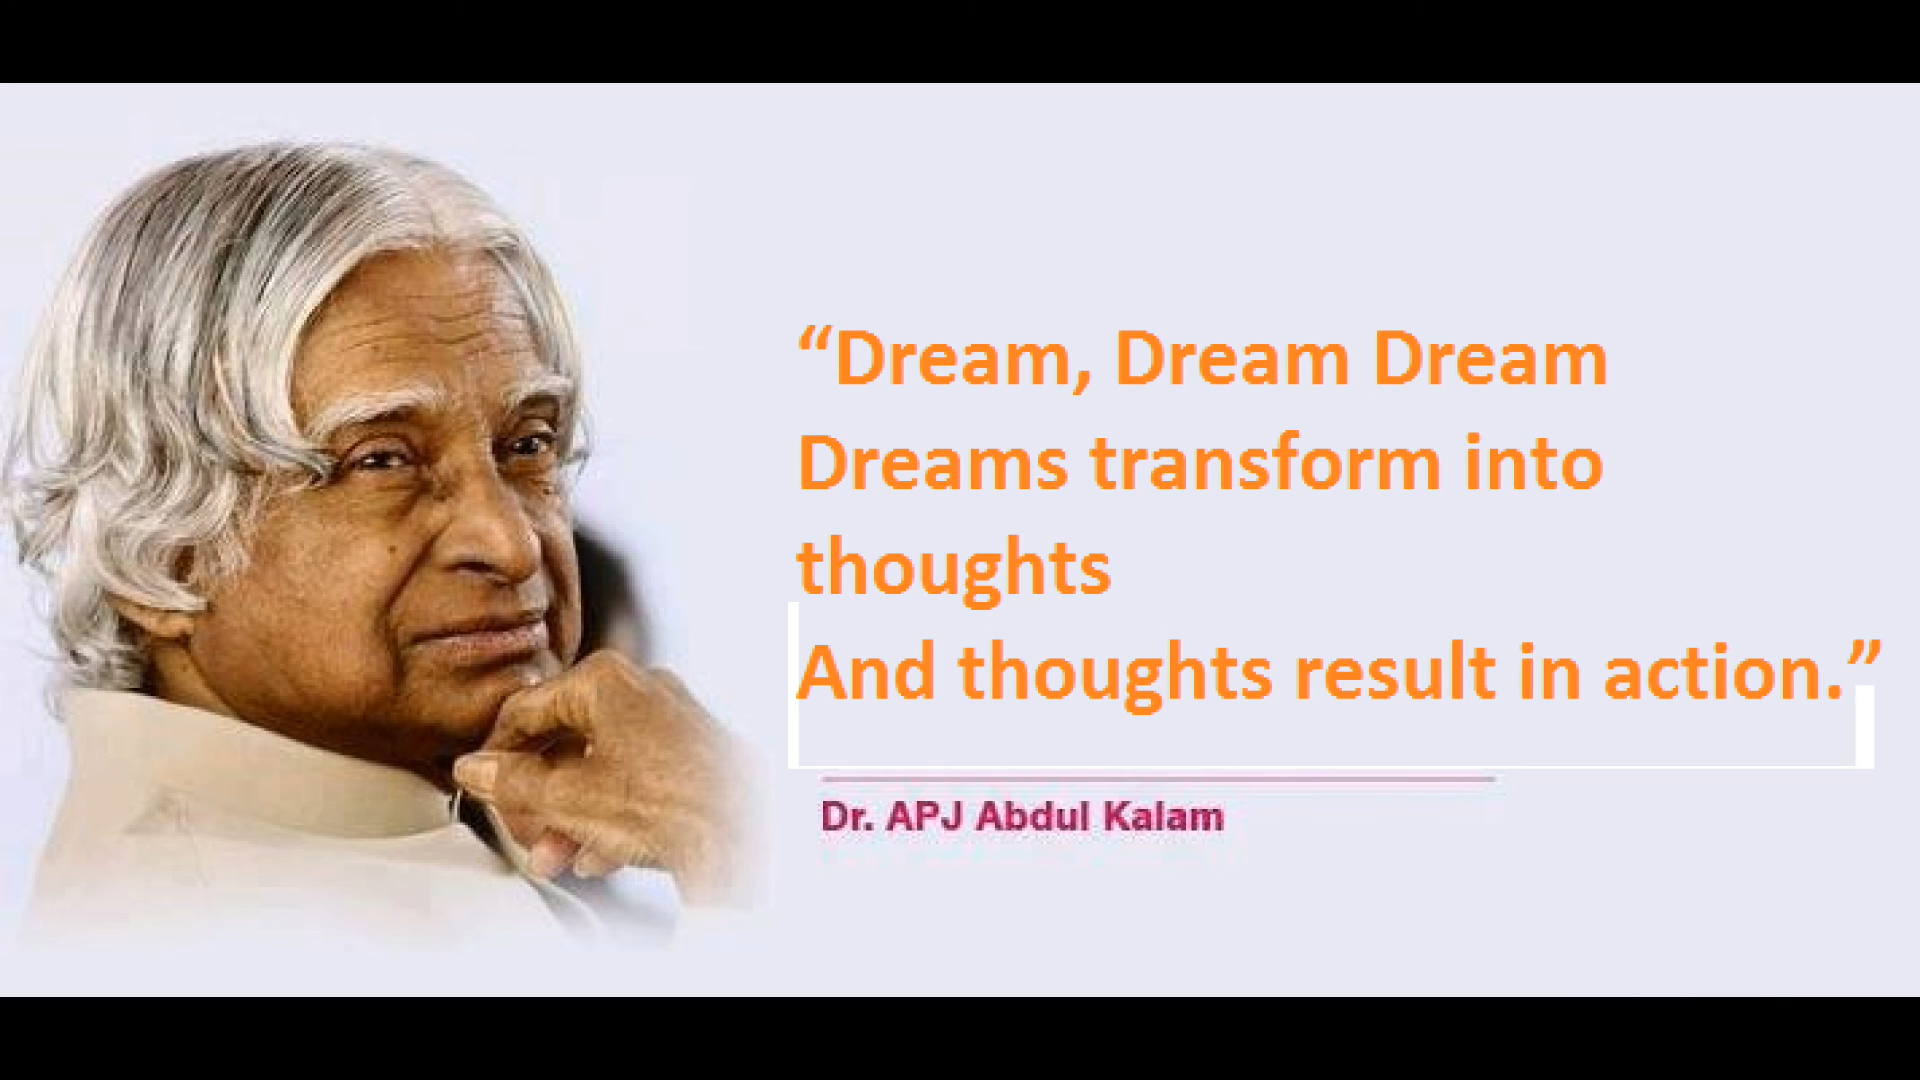 “Dream, Dream Dream
Dreams transform into
thoughts
And thoughts result in action.”
Dr. APJ Abdul Kalam